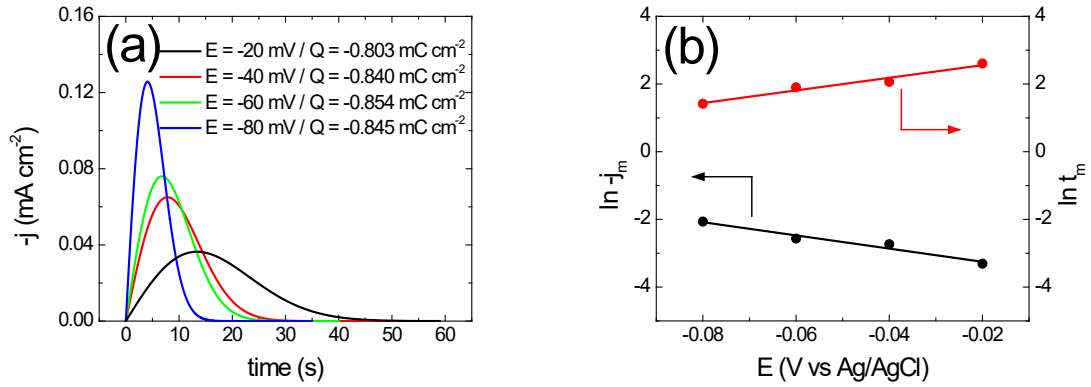 (a)
E = -20 mV / Q = -0.803 mC cm⁻²
E = -40 mV / Q = -0.840 mC cm⁻²
E = -60 mV / Q = -0.854 mC cm⁻²
E = -80 mV / Q = -0.845 mC cm⁻²
0.16
0.12
0.08
0.04
0.00
-j (mA cm⁻²)
0 10 20 30 40 50 60
time (s)
(b)
4
2
0
-2
-4
ln -jₘ
4
2
0
-2
-4
ln tₘ
-0.08 -0.06 -0.04 -0.02
E (V vs Ag/AgCl)